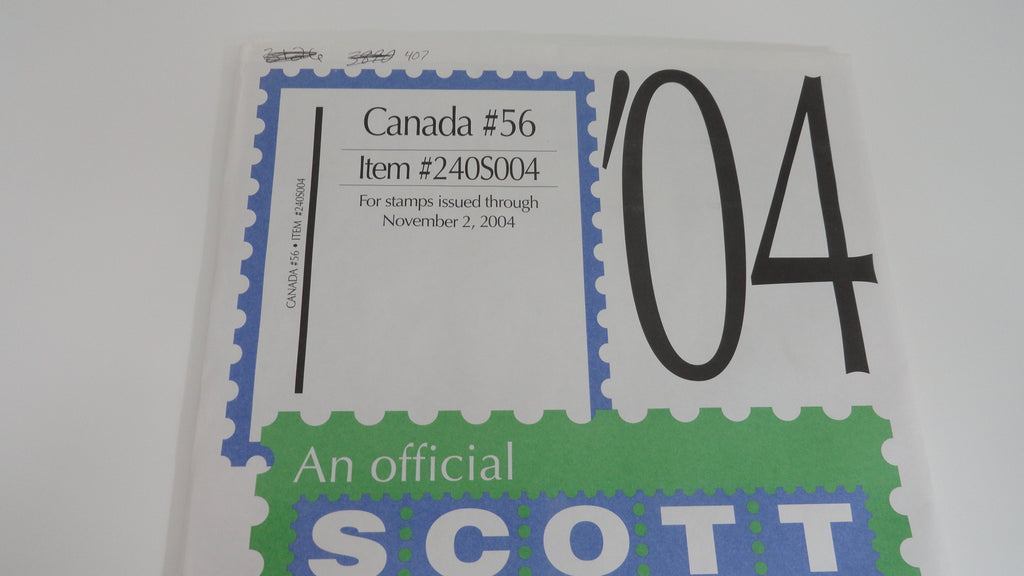 407
'04
Canada #56
Item #240S004
For stamps issued through
November 2, 2004
CANADA #56 • ITEM #240S004
An official
SCOTT